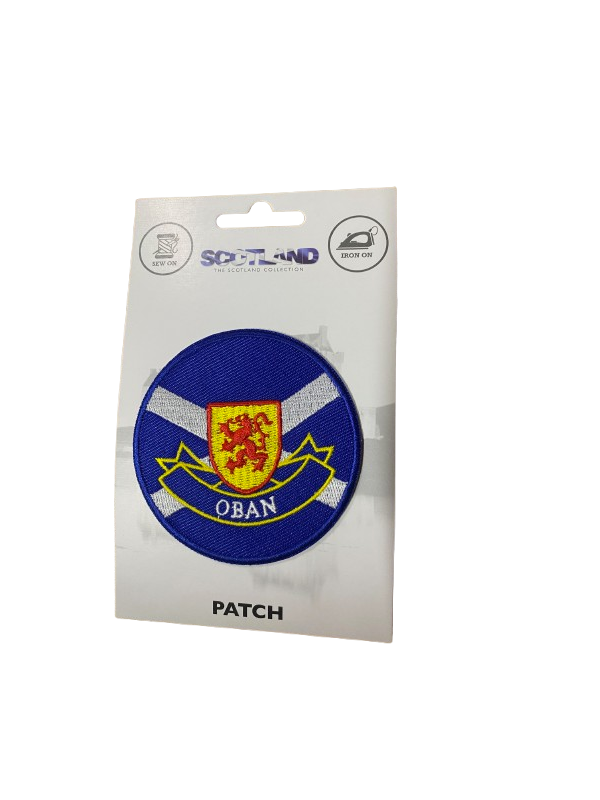 SEW ON
SCOTLAND
THE SCOTLAND COLLECTION
IRON ON
OBAN
PATCH